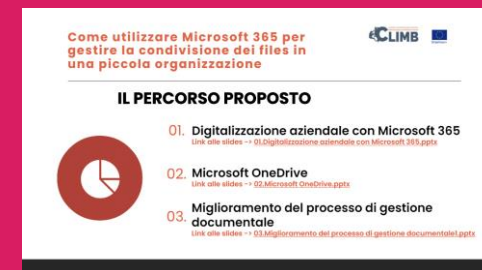 Come utilizzare Microsoft 365 per
gestire la condivisione dei files in
una piccola organizzazione
CLIMB
IL PERCORSO PROPOSTO
01. Digitalizzazione aziendale con Microsoft 365
Link alle slides -> 01.Digitalizzazione aziendale con Microsoft 365.pptx
02. Microsoft OneDrive
Link alle slides -> 02.Microsoft OneDrive.pptx
03. Miglioramento del processo di gestione
documentale
Link alle slides -> 03.Miglioramento del processo di gestione documentale1.pptx